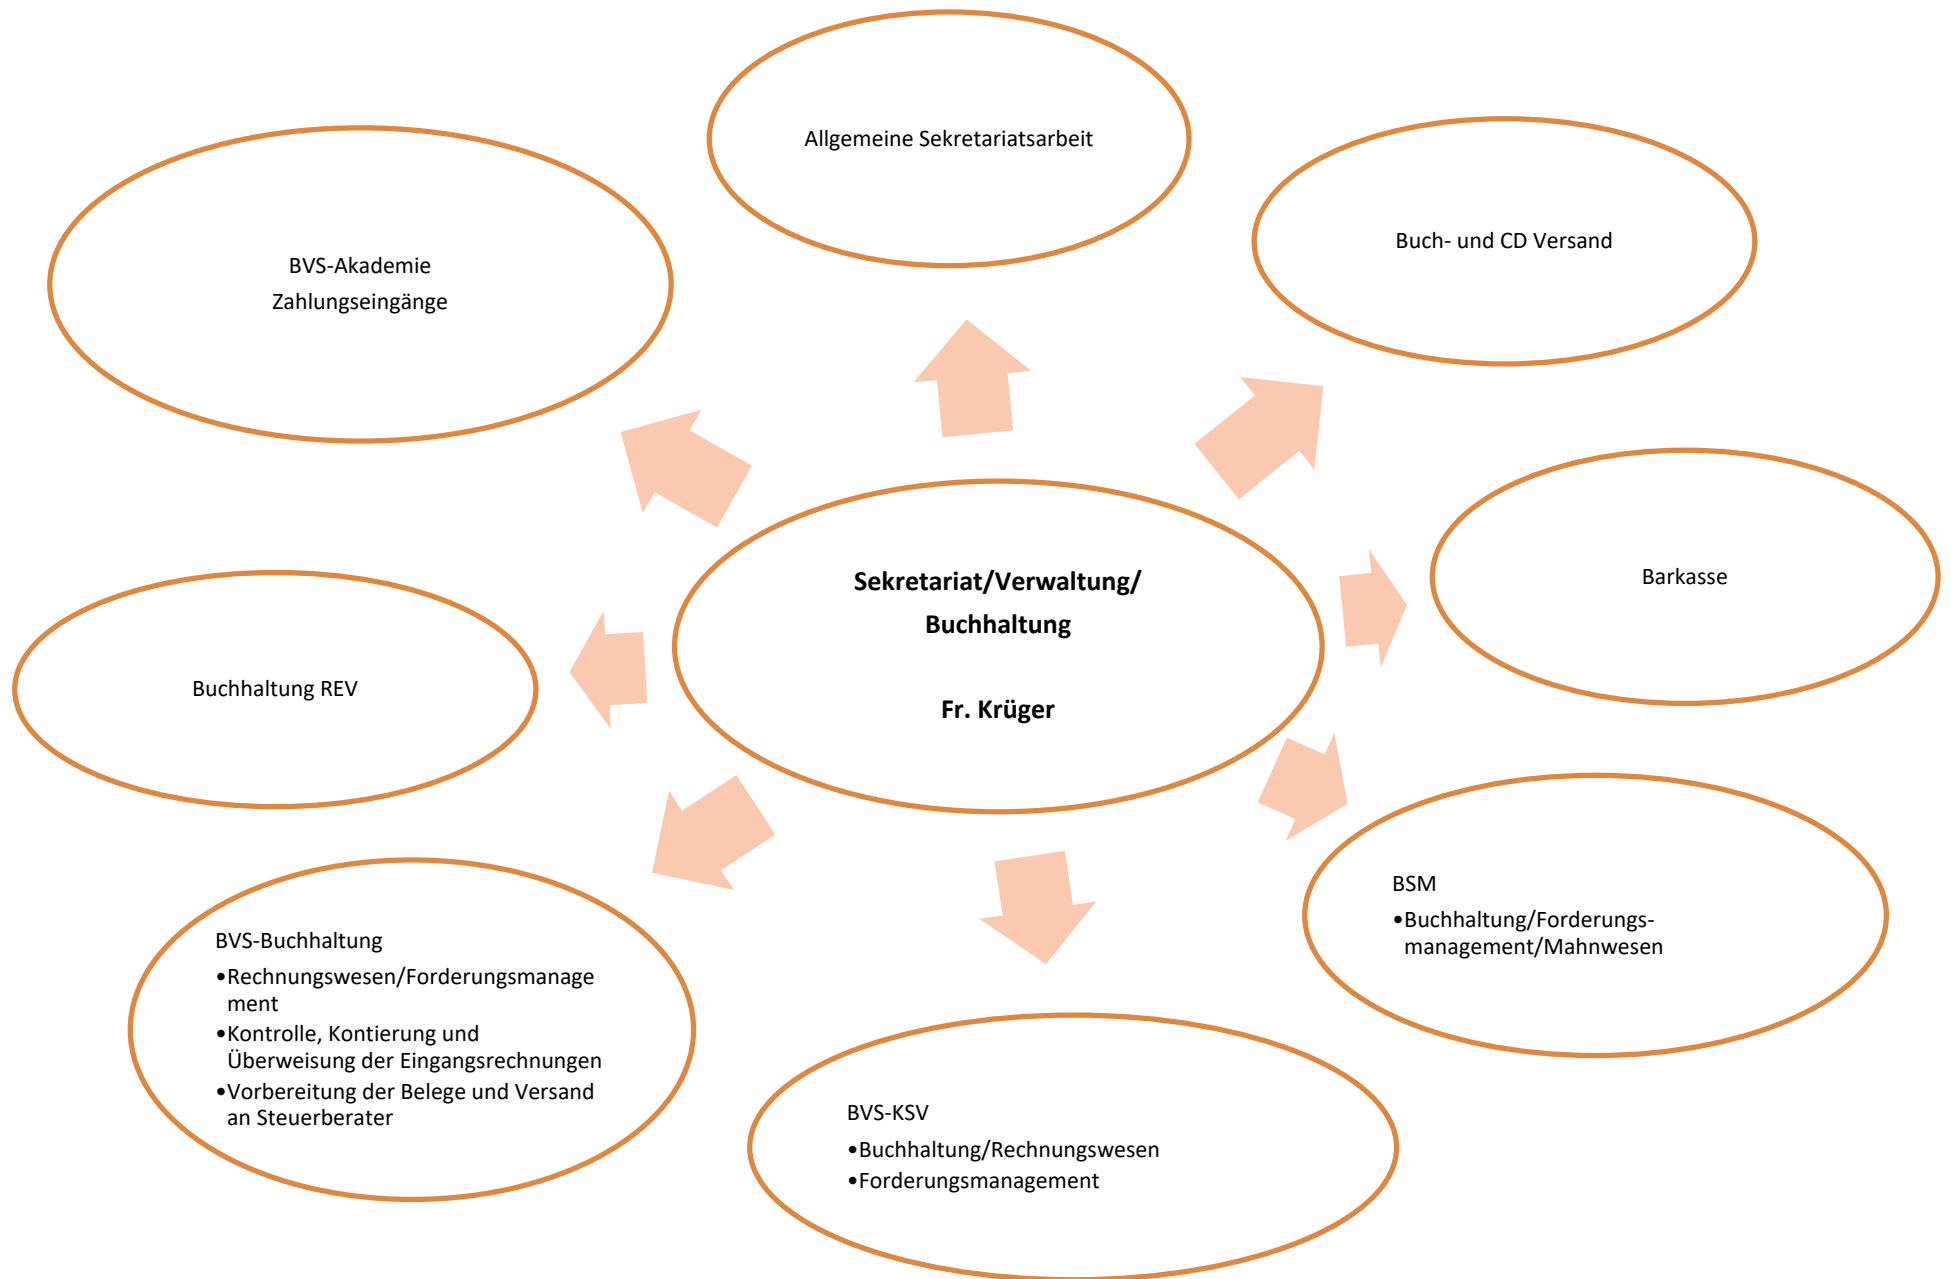 Allgemeine Sekretariatsarbeit
Buch- und CD Versand
BVS-Akademie
Zahlungseingänge
Barkasse
Sekretariat/Verwaltung/
Buchhaltung
Fr. Krüger
Buchhaltung REV
BSM
•Buchhaltung/Forderungs-
management/Mahnwesen
BVS-Buchhaltung
•Rechnungswesen/Forderungsmanage
ment
•Kontrolle, Kontierung und
Überweisung der Eingangsrechnungen
•Vorbereitung der Belege und Versand
an Steuerberater
BVS-KSV
•Buchhaltung/Rechnungswesen
•Forderungsmanagement